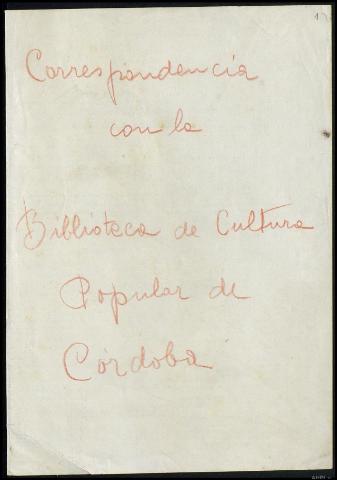 Correspondencia
con la
Biblioteca de Cultura
Popular de
Córdoba